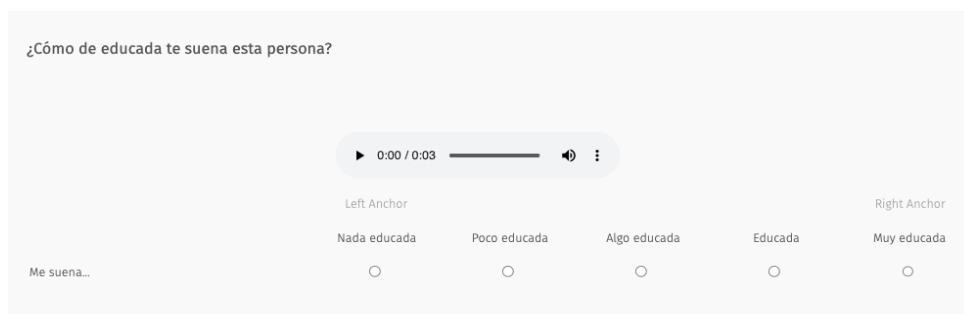 ¿Cómo de educada te suena esta persona?
0:00 / 0:03
Left Anchor Right Anchor
Nada educada Poco educada Algo educada Educada Muy educada
Me suena...